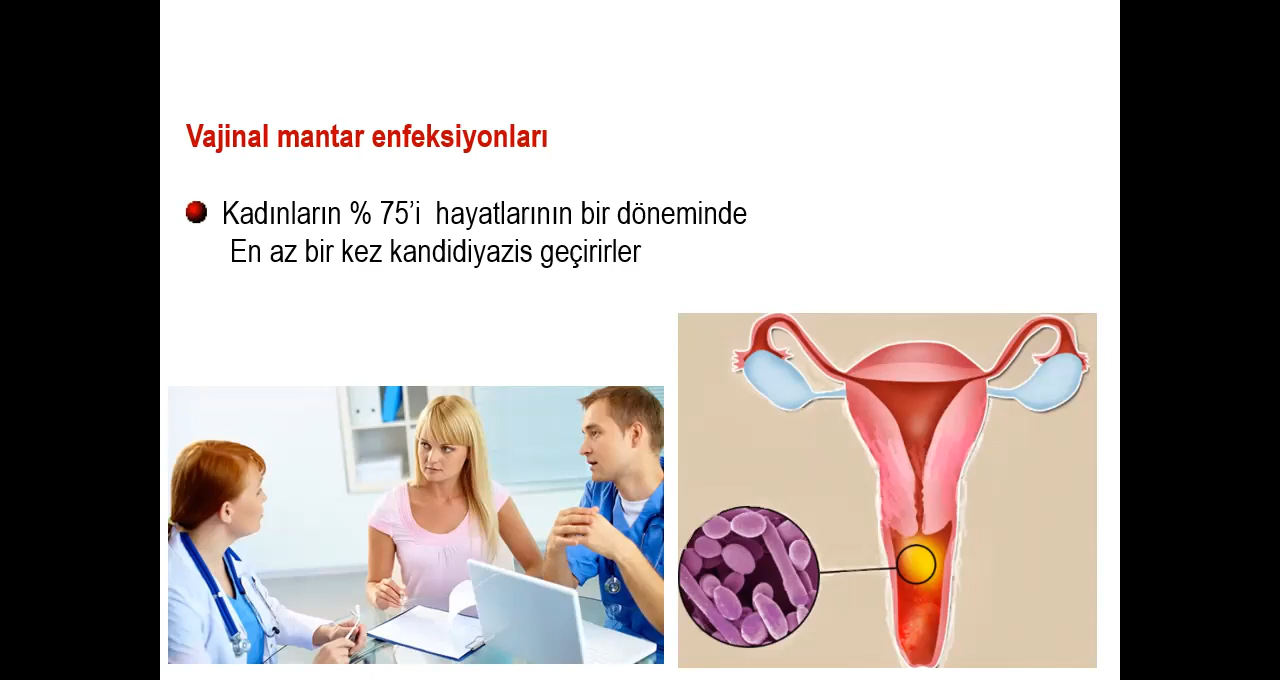 Vajinal mantar enfeksiyonları
Kadınların % 75’i  hayatlarının bir döneminde
En az bir kez kandidiyazis geçirirler